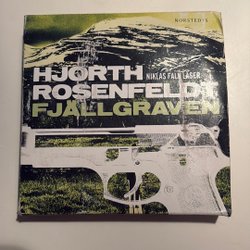 NORSTEDTS
HJORTH
NIKLAS FALK LÄSER
ROSENFELDT
FJÄLLGRAVEN